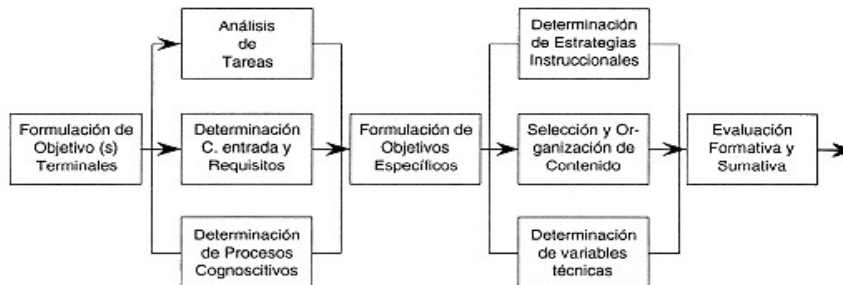 Análisis
de
Tareas
Determinación
de Estrategias
Instruccionales
Formulación de
Objetivo (s)
Terminales
Determinación
C. entrada y
Requisitos
Formulación de
Objetivos
Específicos
Selección y Or-
ganización de
Contenido
Evaluación
Formativa y
Sumativa
Determinación
de Procesos
Cognoscitivos
Determinación
de variables
técnicas